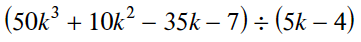 (50k³ + 10k² − 35k − 7) ÷ (5k − 4)